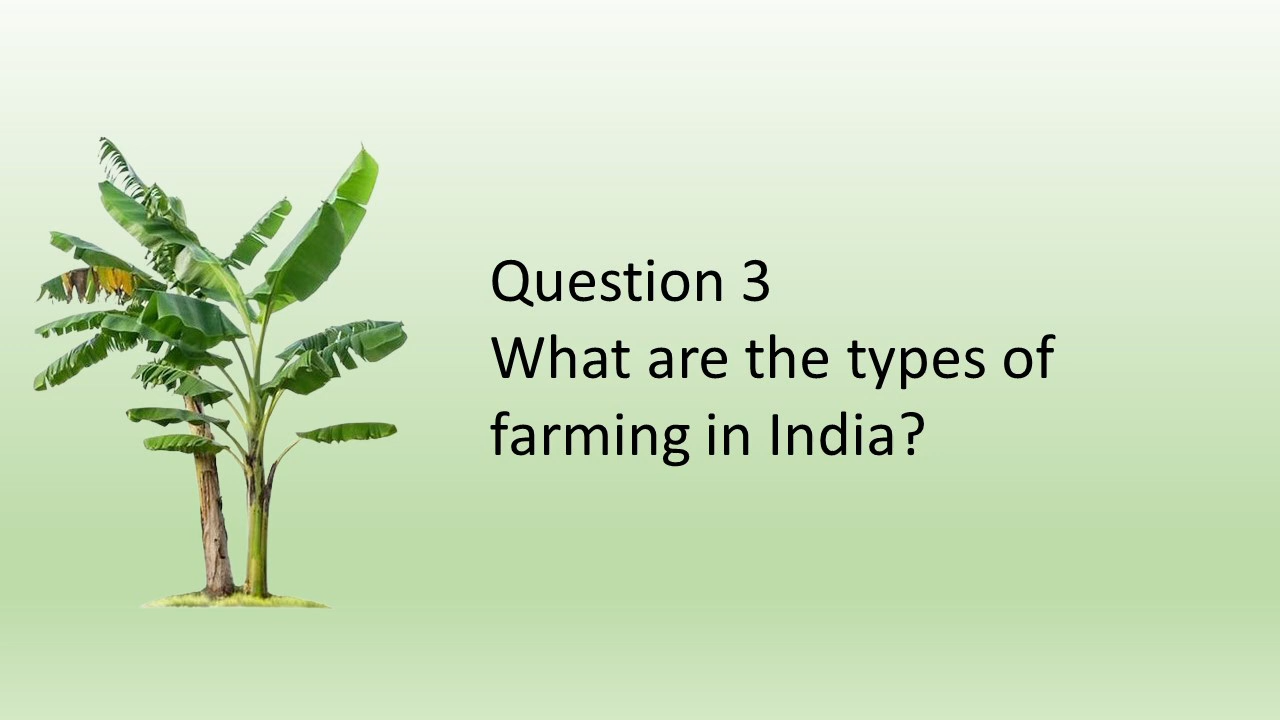 Question 3
What are the types of
farming in India?